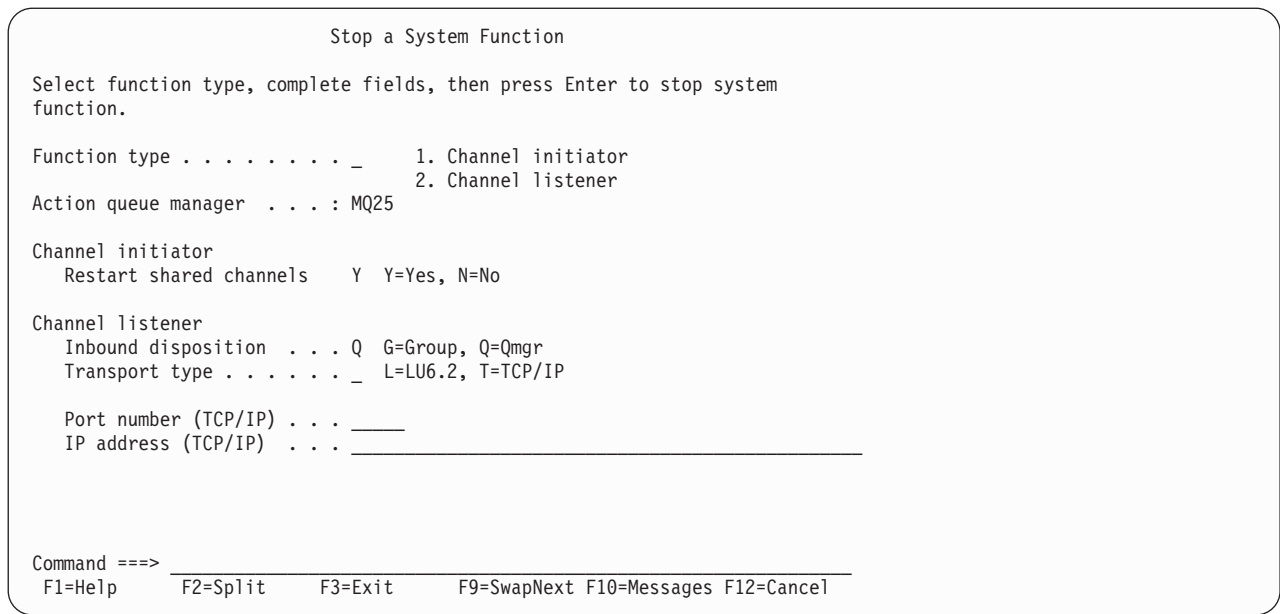 Stop a System Function
Select function type, complete fields, then press Enter to stop system
function.
Function type . . . . . . . . _ 1. Channel initiator
2. Channel listener
Action queue manager . . . : MQ25
Channel initiator
Restart shared channels Y Y=Yes, N=No
Channel listener
Inbound disposition . . . Q G=Group, Q=Qmgr
Transport type . . . . . . _ L=LU6.2, T=TCP/IP
Port number (TCP/IP) . . . _____
IP address (TCP/IP) . . . ________________________________________________
Command ===> ________________________________________________________________
F1=Help F2=Split F3=Exit F9=SwapNext F10=Messages F12=Cancel